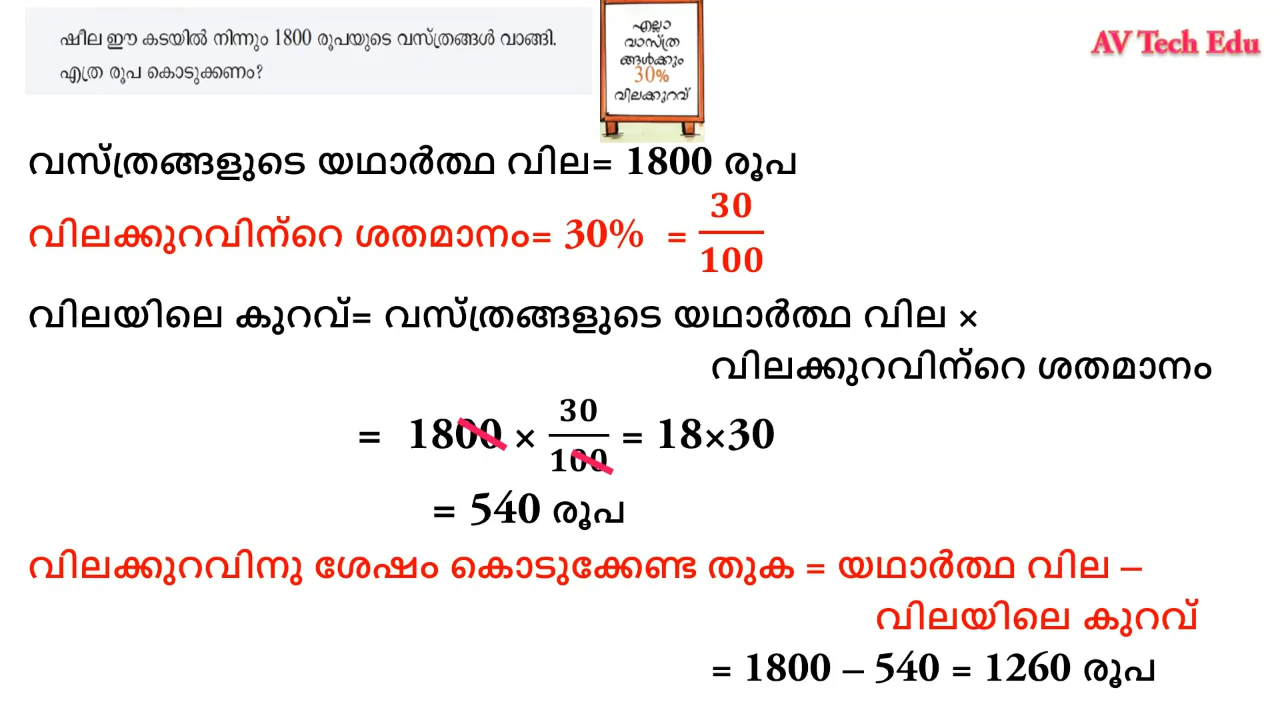 ഷീല ഈ കടയിൽ നിന്നും 1800 രൂപയുടെ വസ്ത്രങ്ങൾ വാങ്ങി.
എത്ര രൂപ കൊടുക്കണം?
എല്ലാ
വാസ്ത്ര
ങ്ങൾക്കും
30%
വിലക്കുറവ്
AV Tech Edu
വസ്ത്രങ്ങളുടെ യഥാർത്ഥ വില= 1800 രൂപ
വിലക്കുറവിന്റെ ശതമാനം= 30% = 30/100
വിലയിലെ കുറവ്= വസ്ത്രങ്ങളുടെ യഥാർത്ഥ വില ×
വിലക്കുറവിന്റെ ശതമാനം
= 1800 × 30/100 = 18×30
= 540 രൂപ
വിലക്കുറവിനു ശേഷം കൊടുക്കേണ്ട തുക = യഥാർത്ഥ വില –
വിലയിലെ കുറവ്
= 1800 – 540 = 1260 രൂപ